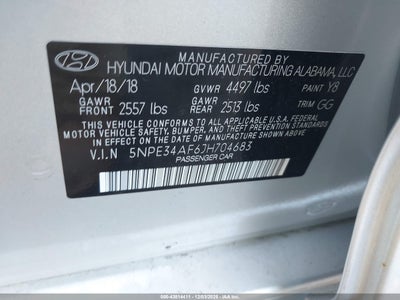 MANUFACTURED BY
HYUNDAI MOTOR MANUFACTURING ALABAMA, LLC
Apr/18/18 GVWR 4497 lbs PAINT Y8
GAWR FRONT 2557 lbs GAWR REAR 2513 lbs TRIM GG
THIS VEHICLE CONFORMS TO ALL APPLICABLE U.S. FEDERAL
MOTOR VEHICLE SAFETY, BUMPER, AND THEFT PREVENTION STANDARDS
IN EFFECT ON THE DATE OF MANUFACTURE SHOWN ABOVE.
V.I.N 5NPE34AF6JH704683
PASSENGER CAR